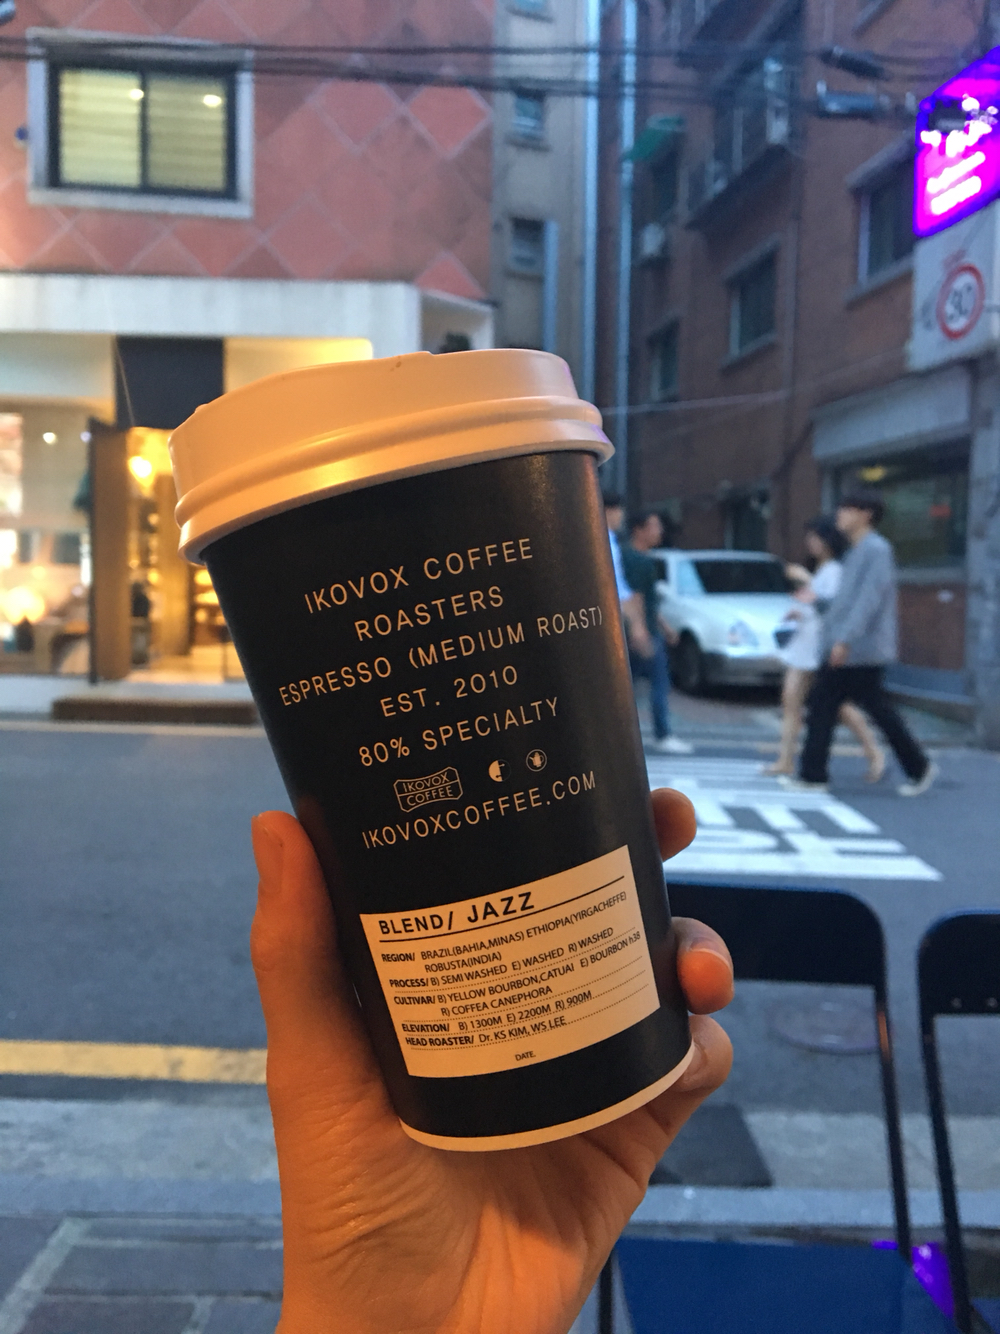 IKOVOX COFFEE
ROASTERS
ESPRESSO (MEDIUM ROAST)
EST. 2010
80% SPECIALTY
IKOVOX
COFFEE
IKOVOXCOFFEE.COM
BLEND/ JAZZ
REGION/ BRAZIL(BAHIA,MINAS) ETHIOPIA(YIRGACHEFFE)
ROBUSTA(INDIA)
PROCESS/ B) SEMI WASHED E) WASHED R) WASHED
CULTIVAR/ B) YELLOW BOURBON,CATUAI E) BOURBON h38
R) COFFEA CANEPHORA
ELEVATION/ B) 1300M E) 2200M R) 900M
HEAD ROASTER/ Dr. KS KIM, WS LEE
DATE.
30